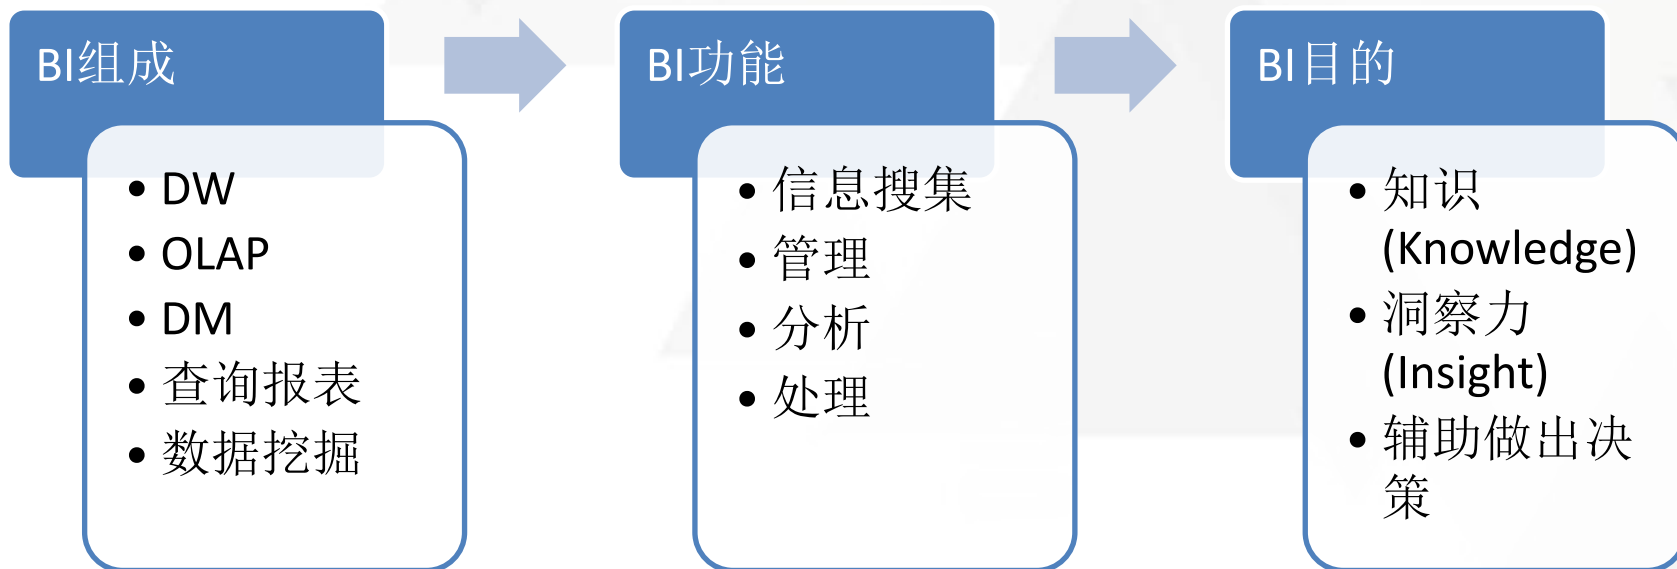 BI组成
• DW
• OLAP
• DM
• 查询报表
• 数据挖掘
BI功能
• 信息搜集
• 管理
• 分析
• 处理
BI目的
• 知识
(Knowledge)
• 洞察力
(Insight)
• 辅助做出决
策